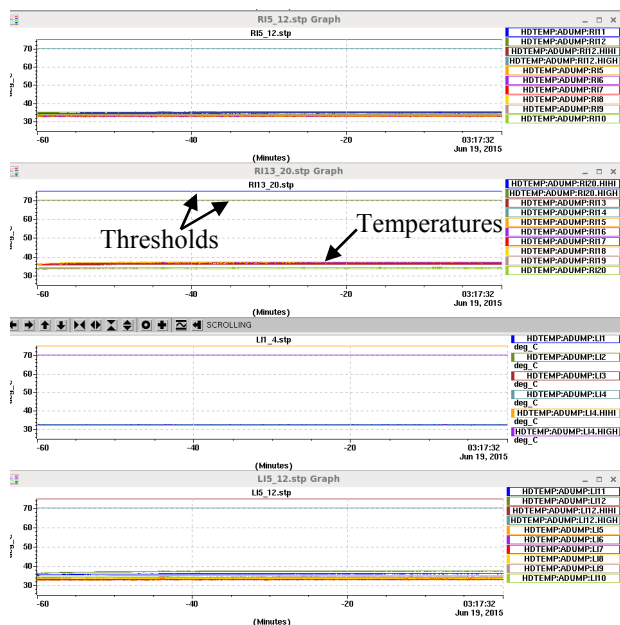 RI5_12.stp Graph
RI5_12.stp
70
60
50
40
30
deg_C
-60
-40
-20
03:17:32
Jun 19, 2015
(Minutes)
HDTEMP:ADUMP:RI11
HDTEMP:ADUMP:RI12
HDTEMP:ADUMP:RI12.HIHI
HDTEMP:ADUMP:RI12.HIGH
HDTEMP:ADUMP:RI5
HDTEMP:ADUMP:RI6
HDTEMP:ADUMP:RI7
HDTEMP:ADUMP:RI8
HDTEMP:ADUMP:RI9
HDTEMP:ADUMP:RI10
RI13_20.stp Graph
RI13_20.stp
70
60
50
40
30
Thresholds
Temperatures
-60
-40
-20
03:17:32
Jun 19, 2015
(Minutes)
HDTEMP:ADUMP:RI20.HIHI
HDTEMP:ADUMP:RI20.HIGH
HDTEMP:ADUMP:RI13
HDTEMP:ADUMP:RI14
HDTEMP:ADUMP:RI15
HDTEMP:ADUMP:RI16
HDTEMP:ADUMP:RI17
HDTEMP:ADUMP:RI18
HDTEMP:ADUMP:RI19
HDTEMP:ADUMP:RI20
SCROLLING
LI1_4.stp
70
60
50
40
30
-60
-40
-20
03:17:32
Jun 19, 2015
(Minutes)
HDTEMP:ADUMP:LI1
deg_C
HDTEMP:ADUMP:LI2
deg_C
HDTEMP:ADUMP:LI3
deg_C
HDTEMP:ADUMP:LI4
deg_C
HDTEMP:ADUMP:LI4.HIHI
deg_C
HDTEMP:ADUMP:LI4.HIGH
deg_C
LI5_12.stp Graph
LI5_12.stp
70
60
50
40
30
-60
-40
-20
03:17:32
Jun 19, 2015
(Minutes)
HDTEMP:ADUMP:LI11
HDTEMP:ADUMP:LI12
HDTEMP:ADUMP:LI12.HIHI
HDTEMP:ADUMP:LI12.HIGH
HDTEMP:ADUMP:LI5
HDTEMP:ADUMP:LI6
HDTEMP:ADUMP:LI7
HDTEMP:ADUMP:LI8
HDTEMP:ADUMP:LI9
HDTEMP:ADUMP:LI10